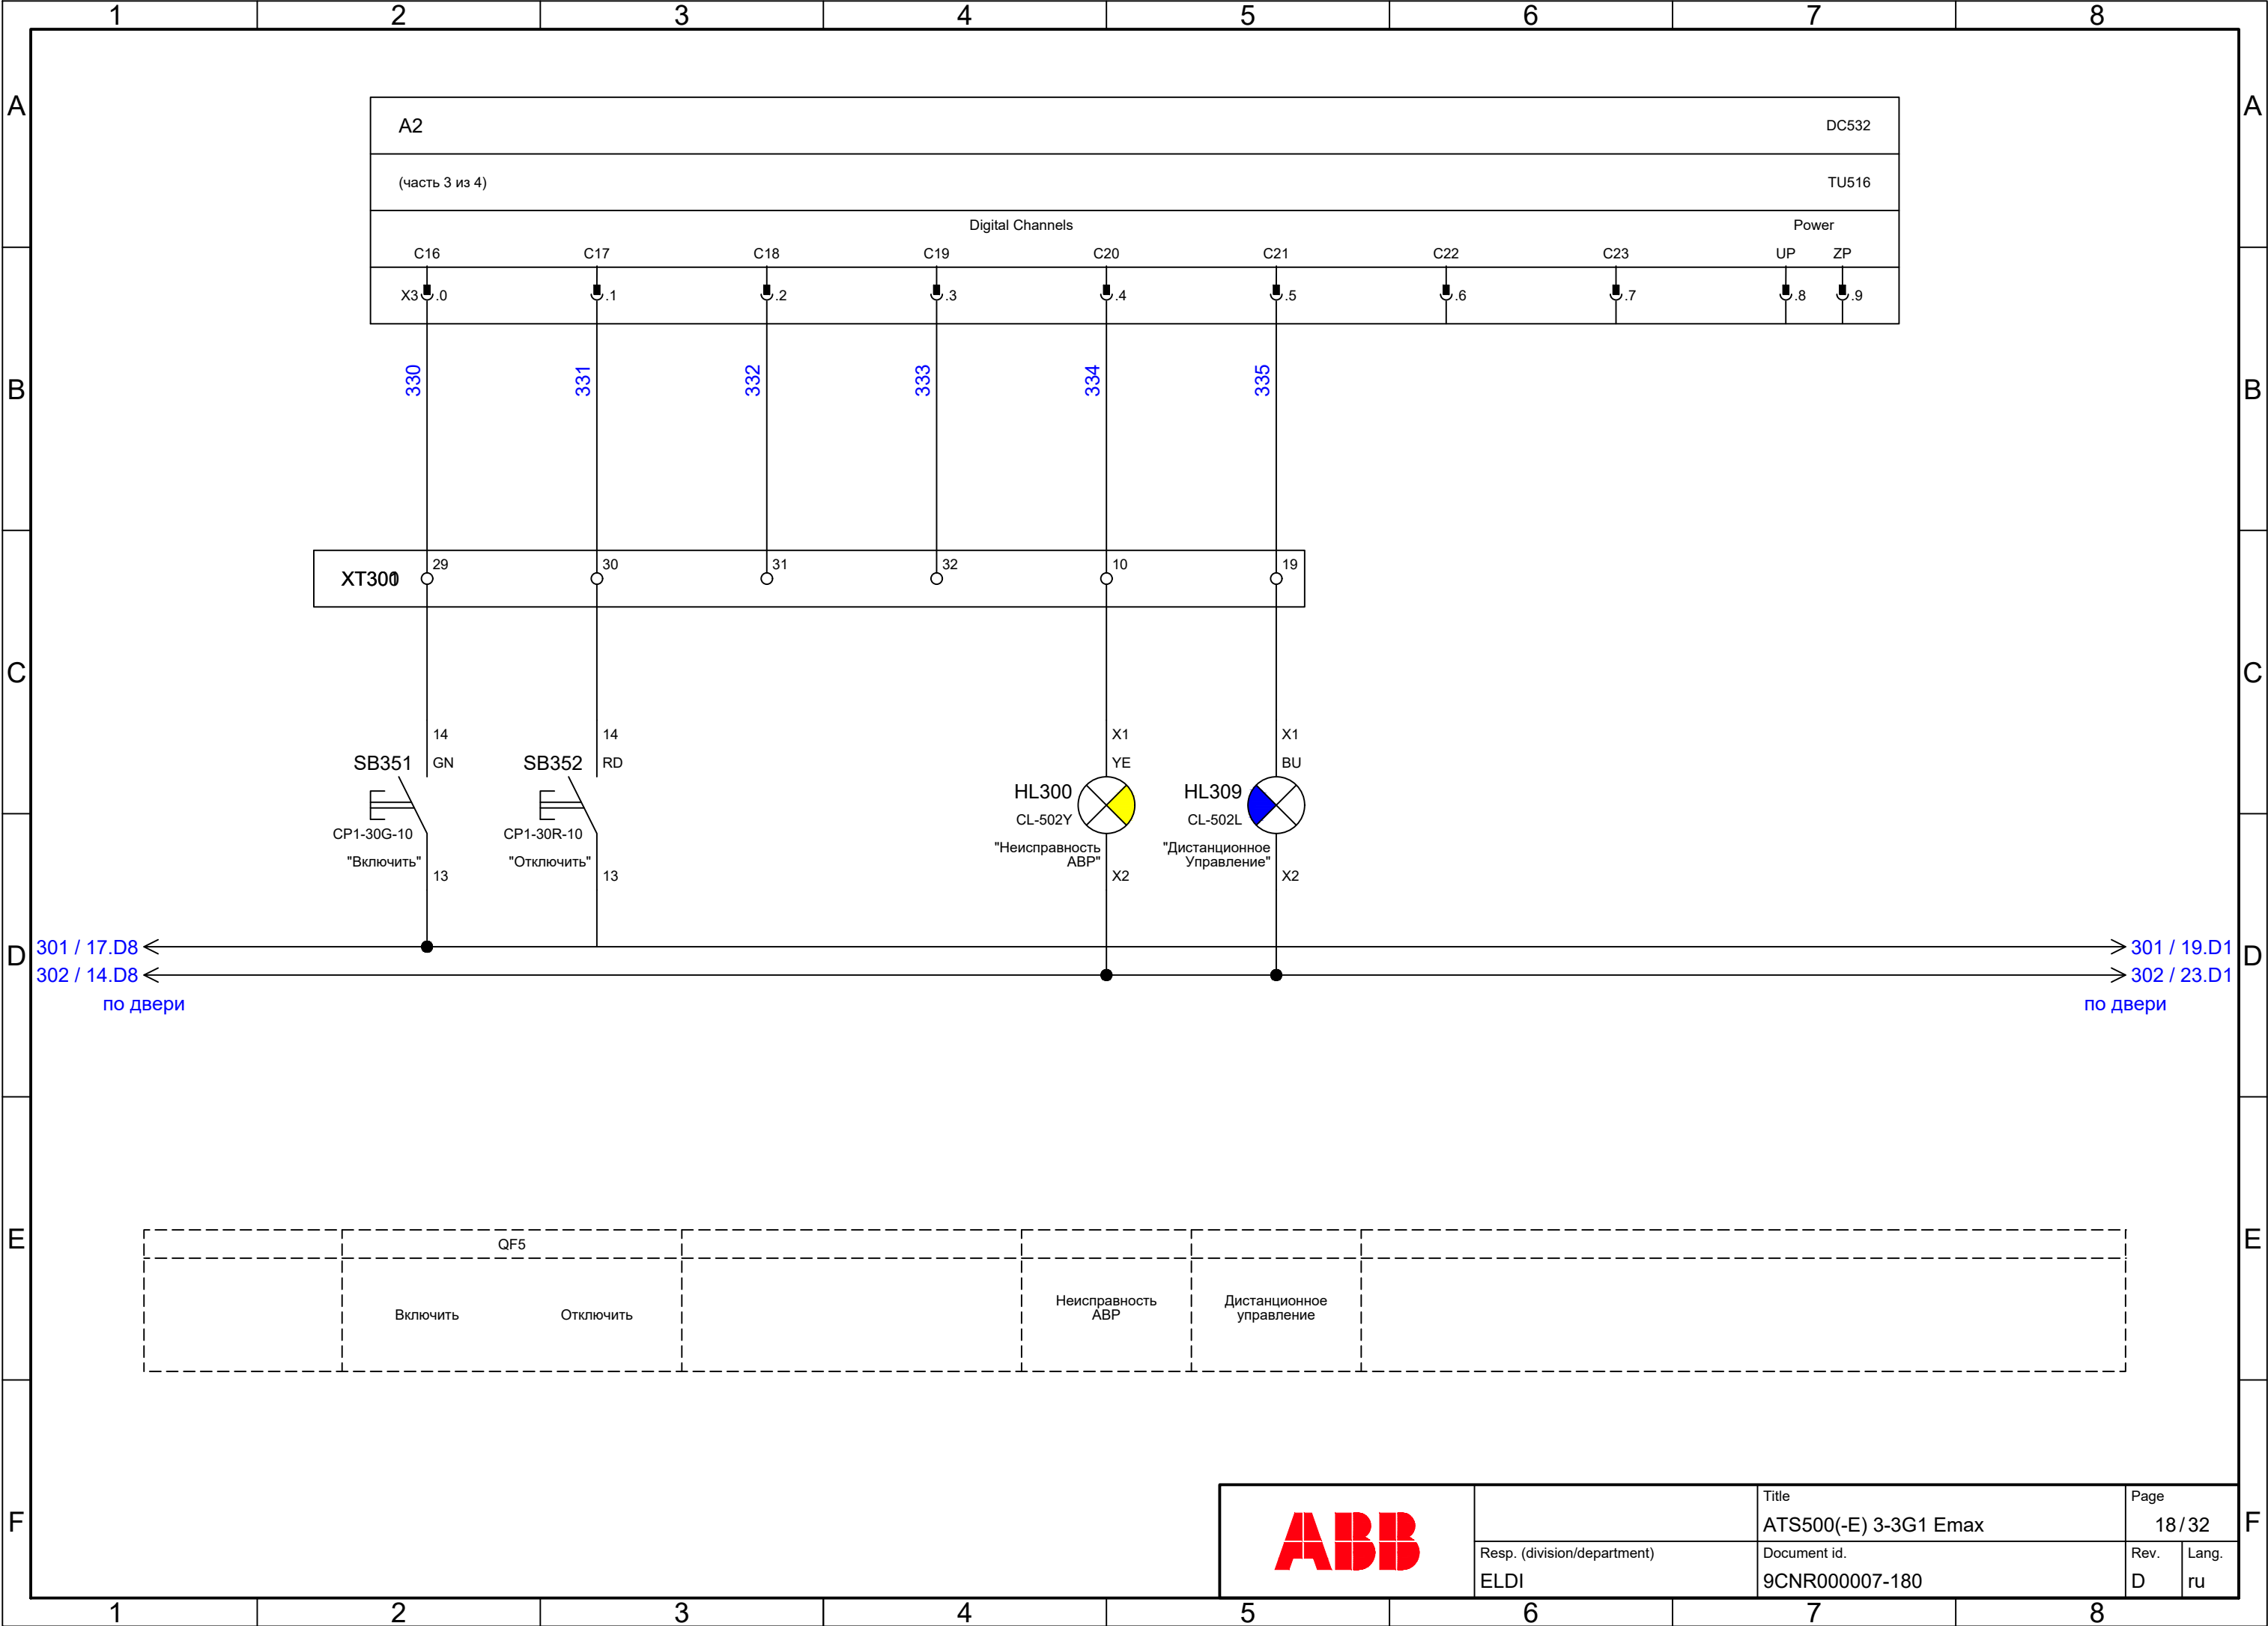 1 2 3 4 5 6 7 8
A A
A2 DC532
(часть 3 из 4) TU516
Digital Channels Power
C16 C17 C18 C19 C20 C21 C22 C23 UP ZP
X3 .0 .1 .2 .3 .4 .5 .6 .7 .8 .9
330 331 332 333 334 335
B B
29 30 31 32 10 19
C C
14 14 X1 X1
SB351 GN SB352 RD YE BU
HL300 HL309
CL-502Y CL-502L
CP1-30G-10 CP1-30R-10
"Неисправность "Дистанционное
АВР" Управление"
"Включить" "Отключить"
13 13 X2 X2
D D
301 / 17.D8 301 / 19.D1
302 / 14.D8 302 / 23.D1
по двери по двери
E E
QF5
Неисправность Дистанционное
АВР управление
Включить Отключить
F F
ABB
Title Page
ATS500(-E) 3-3G1 Emax 18/32
Resp. (division/department) Document id. Rev. Lang.
ELDI 9CNR000007-180 D ru
1 2 3 4 5 6 7 8